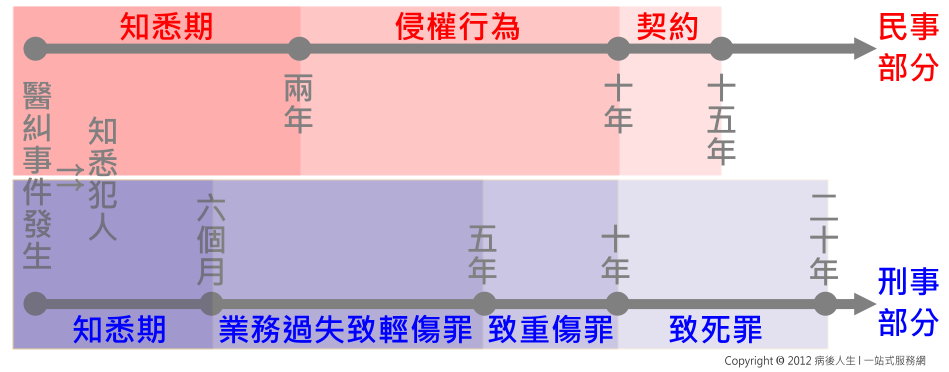 知悉期
侵權行為
契約
民事
部分
兩年
十年
十五年
醫糾事件發生
→
→
知悉犯人
六個月
五年
十年
二十年
刑事
部分
知悉期
業務過失致輕傷罪
致重傷罪
致死罪
Copyright © 2012 病後人生 l 一站式服務網